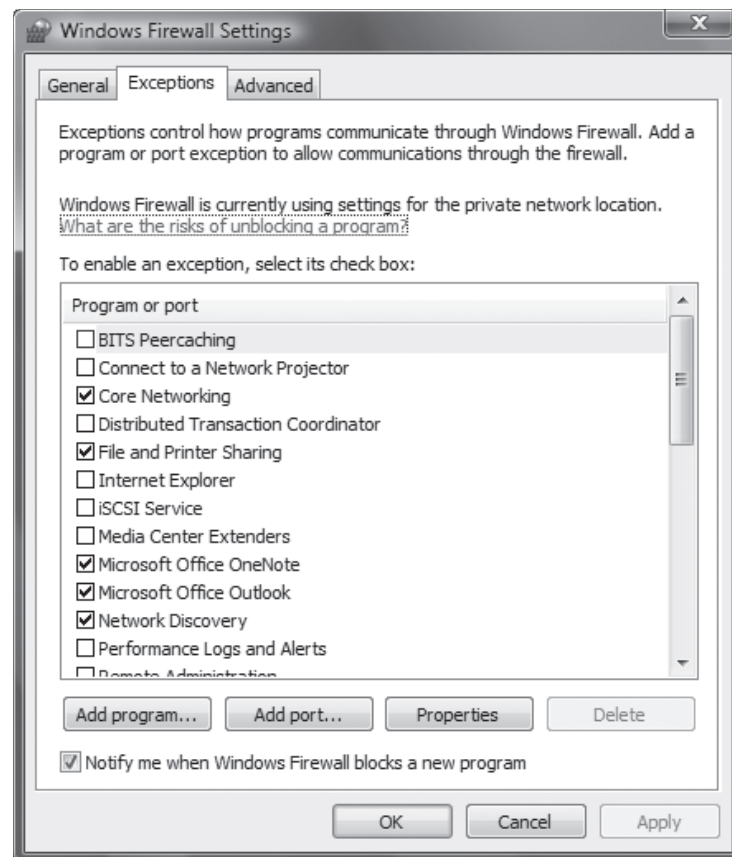 Windows Firewall Settings
X
General Exceptions Advanced
Exceptions control how programs communicate through Windows Firewall. Add a
program or port exception to allow communications through the firewall.
Windows Firewall is currently using settings for the private network location.
What are the risks of unblocking a program?
To enable an exception, select its check box:
Program or port
BITS Peercaching
Connect to a Network Projector
Core Networking
Distributed Transaction Coordinator
File and Printer Sharing
Internet Explorer
iSCSI Service
Media Center Extenders
Microsoft Office OneNote
Microsoft Office Outlook
Network Discovery
Performance Logs and Alerts
Remote Administration
Add program... Add port... Properties Delete
Notify me when Windows Firewall blocks a new program
OK Cancel Apply